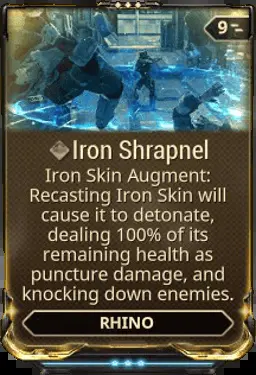 9
Iron Shrapnel
Iron Skin Augment:
Recasting Iron Skin will
cause it to detonate,
dealing 100% of its
remaining health as
puncture damage, and
knocking down enemies.
RHINO